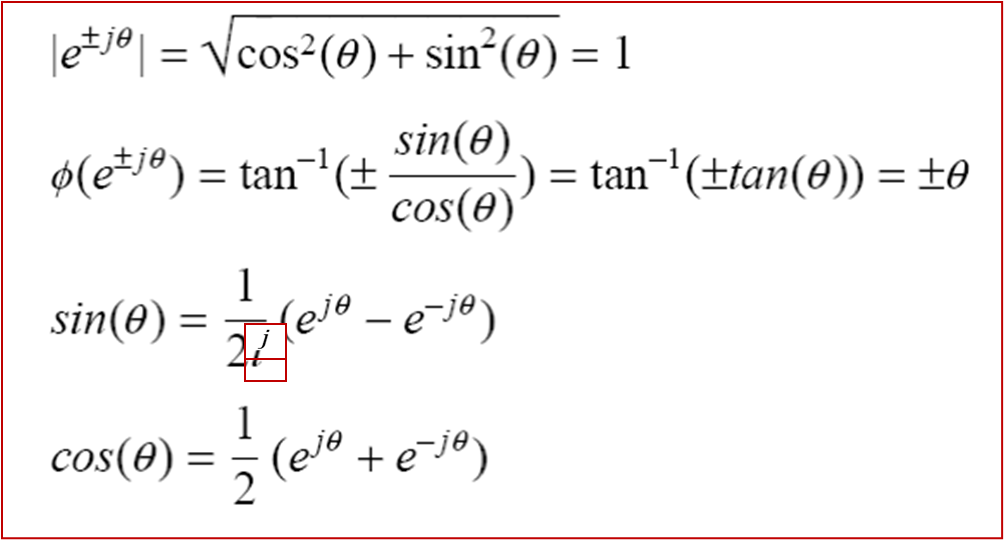 |e^{±jθ}| = √(cos²(θ) + sin²(θ)) = 1
ϕ(e^{±jθ}) = tan⁻¹(± sin(θ)/cos(θ)) = tan⁻¹(±tan(θ)) = ±θ
sin(θ) = 1/2j (e^{jθ} − e^{−jθ})
cos(θ) = 1/2 (e^{jθ} + e^{−jθ})